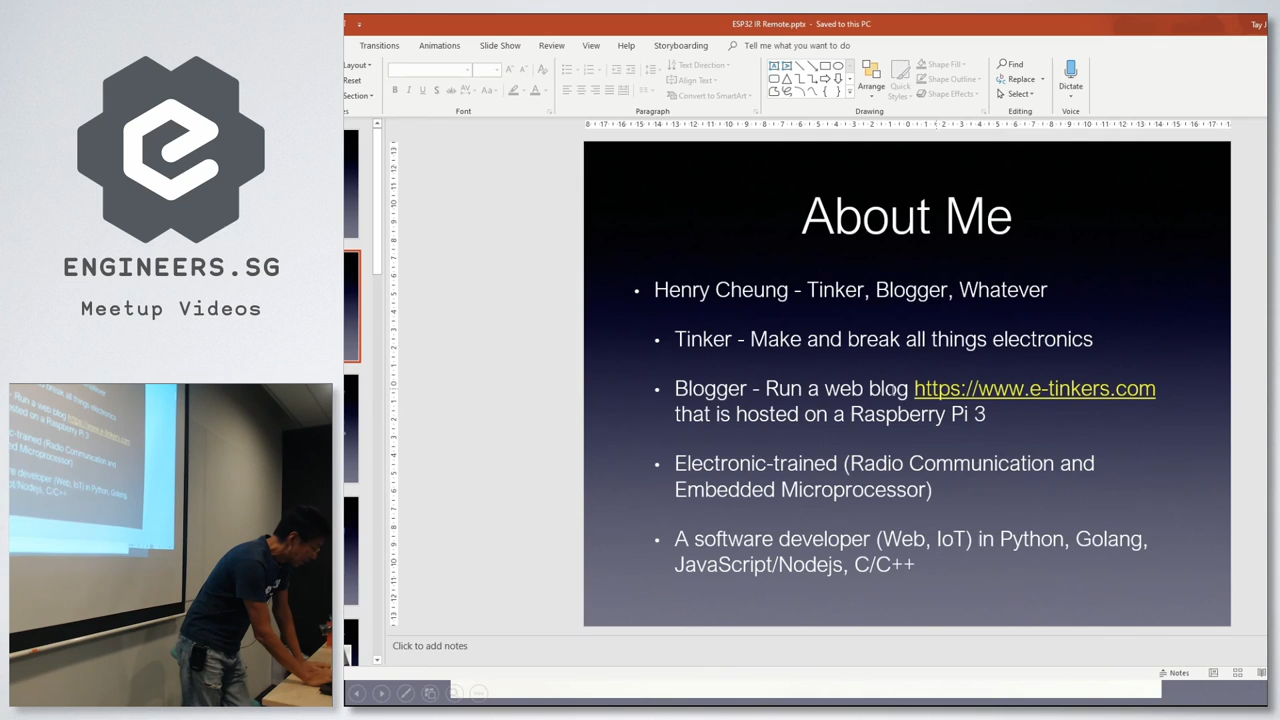 ENGINEERS.SG
Meetup Videos
ESP32 IR Remote.pptx - Saved to this PC
Tay J
Transitions
Animations
Slide Show
Review
View
Help
Storyboarding
Tell me what you want to do
Layout
Reset
Section
Text Direction
Align Text
Convert to SmartArt
Arrange
Quick
Styles
Shape Fill
Shape Outline
Shape Effects
Find
Replace
Select
Dictate
Font
Paragraph
Drawing
Editing
Voice
About Me
• Henry Cheung - Tinker, Blogger, Whatever
• Tinker - Make and break all things electronics
• Blogger - Run a web blog https://www.e-tinkers.com
that is hosted on a Raspberry Pi 3
• Electronic-trained (Radio Communication and
Embedded Microprocessor)
• A software developer (Web, IoT) in Python, Golang,
JavaScript/Nodejs, C/C++
Click to add notes
Notes